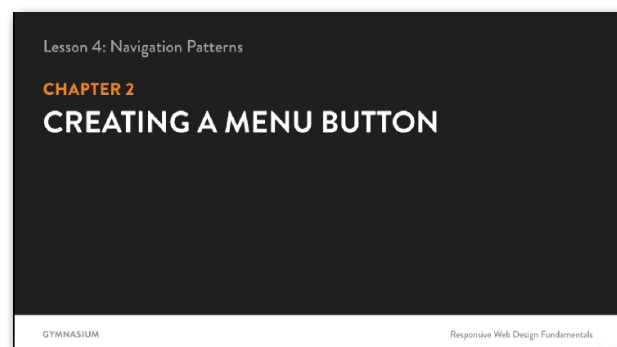 Lesson 4: Navigation Patterns
CHAPTER 2
CREATING A MENU BUTTON
GYMNASIUM
Responsive Web Design Fundamentals